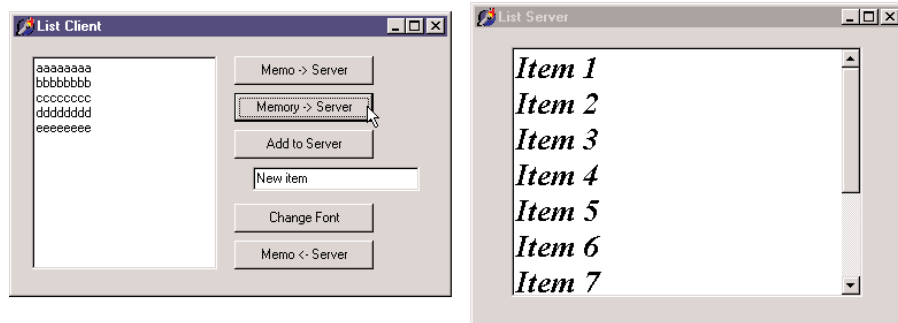 List Client
aaaaaaaa
bbbbbbbb
cccccccc
dddddddd
eeeeeeee
Memo -> Server
Memory -> Server
Add to Server
New item
Change Font
Memo <- Server
List Server
Item 1
Item 2
Item 3
Item 4
Item 5
Item 6
Item 7